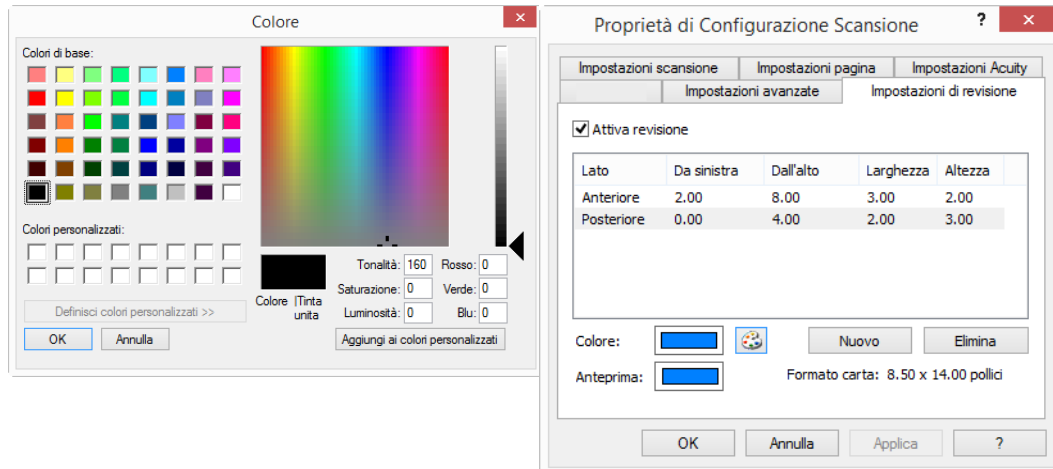 Colore
Colori di base:
Colori personalizzati:
Definisci colori personalizzati >>
OK Annulla
Colore |Tinta unita
Tonalità: 160 Rosso: 0
Saturazione: 0 Verde: 0
Luminosità: 0 Blu: 0
Aggiungi ai colori personalizzati
Proprietà di Configurazione Scansione ?
Impostazioni scansione Impostazioni pagina Impostazioni Acuity
Impostazioni avanzate Impostazioni di revisione
Attiva revisione
Lato Da sinistra Dall'alto Larghezza Altezza
Anteriore 2.00 8.00 3.00 2.00
Posteriore 0.00 4.00 2.00 3.00
Colore: Nuovo Elimina
Anteprima: Formato carta: 8.50 x 14.00 pollici
OK Annulla Applica ?